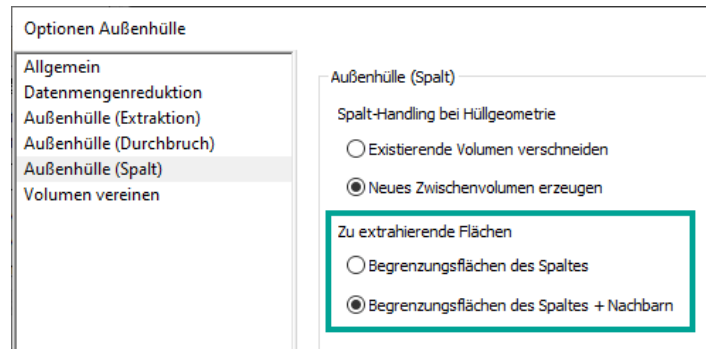 Optionen Außenhülle
Allgemein
Datenmengenreduktion
Außenhülle (Extraktion)
Außenhülle (Durchbruch)
Außenhülle (Spalt)
Volumen vereinen
Außenhülle (Spalt)
Spalt-Handling bei Hüllgeometrie
Existierende Volumen verschneiden
Neues Zwischenvolumen erzeugen
Zu extrahierende Flächen
Begrenzungsflächen des Spaltes
Begrenzungsflächen des Spaltes + Nachbarn